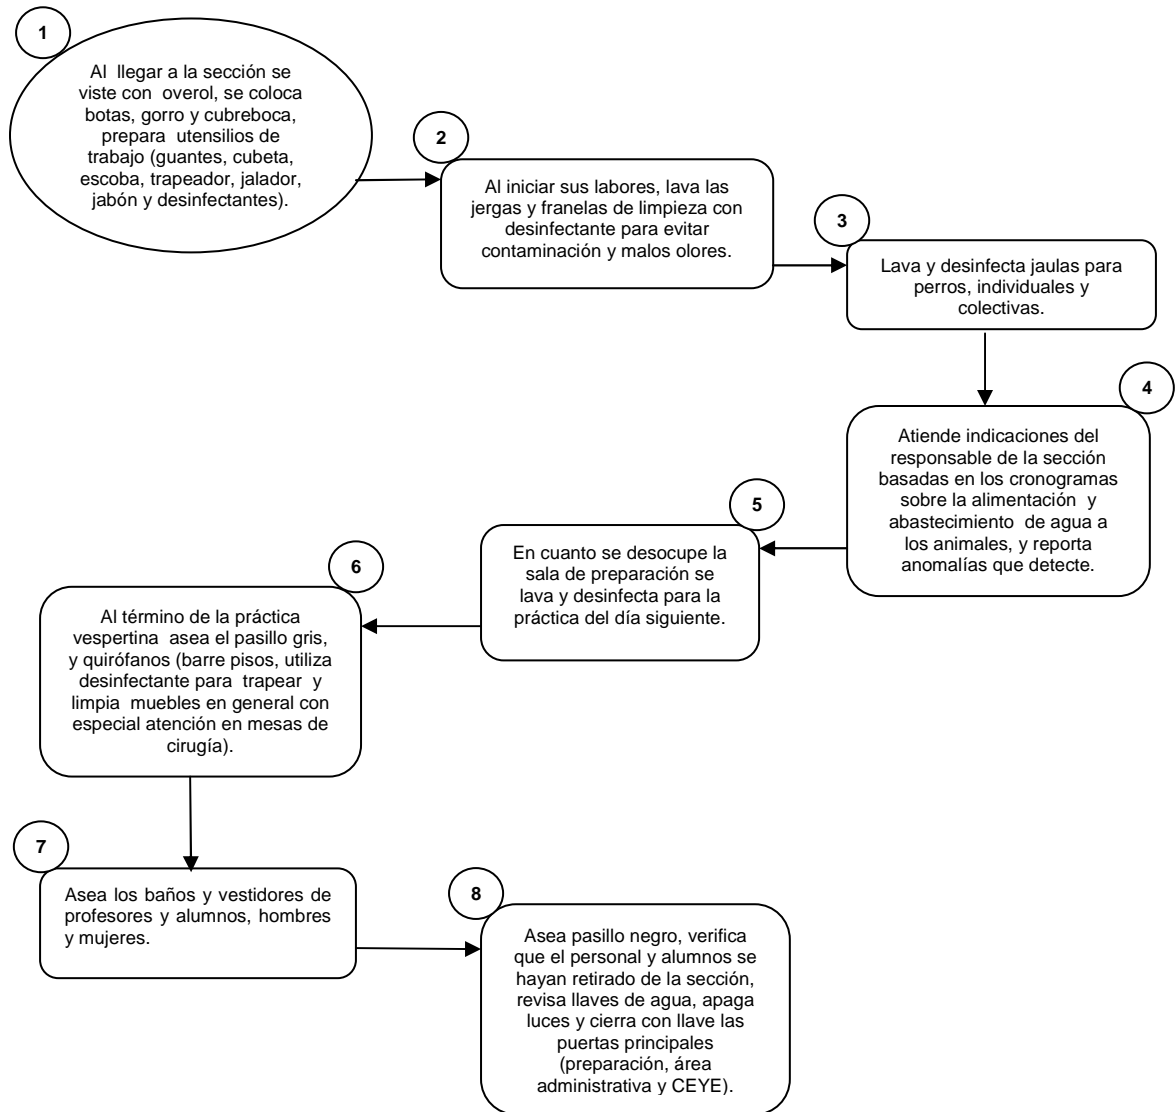 1
Al llegar a la sección se
viste con overol, se coloca
botas, gorro y cubreboca,
prepara utensilios de
trabajo (guantes, cubeta,
escoba, trapeador, jalador,
jabón y desinfectantes).
2
Al iniciar sus labores, lava las
jergas y franelas de limpieza con
desinfectante para evitar
contaminación y malos olores.
3
Lava y desinfecta jaulas para
perros, individuales y
colectivas.
4
Atiende indicaciones del
responsable de la sección
basadas en los cronogramas
sobre la alimentación y
abastecimiento de agua a
los animales, y reporta
anomalías que detecte.
5
En cuanto se desocupe la
sala de preparación se
lava y desinfecta para la
práctica del día siguiente.
6
Al término de la práctica
vespertina asea el pasillo gris,
y quirófanos (barre pisos, utiliza
desinfectante para trapear y
limpia muebles en general con
especial atención en mesas de
cirugía).
7
Asea los baños y vestidores de
profesores y alumnos, hombres
y mujeres.
8
Asea pasillo negro, verifica
que el personal y alumnos se
hayan retirado de la sección,
revisa llaves de agua, apaga
luces y cierra con llave las
puertas principales
(preparación, área
administrativa y CEYE).